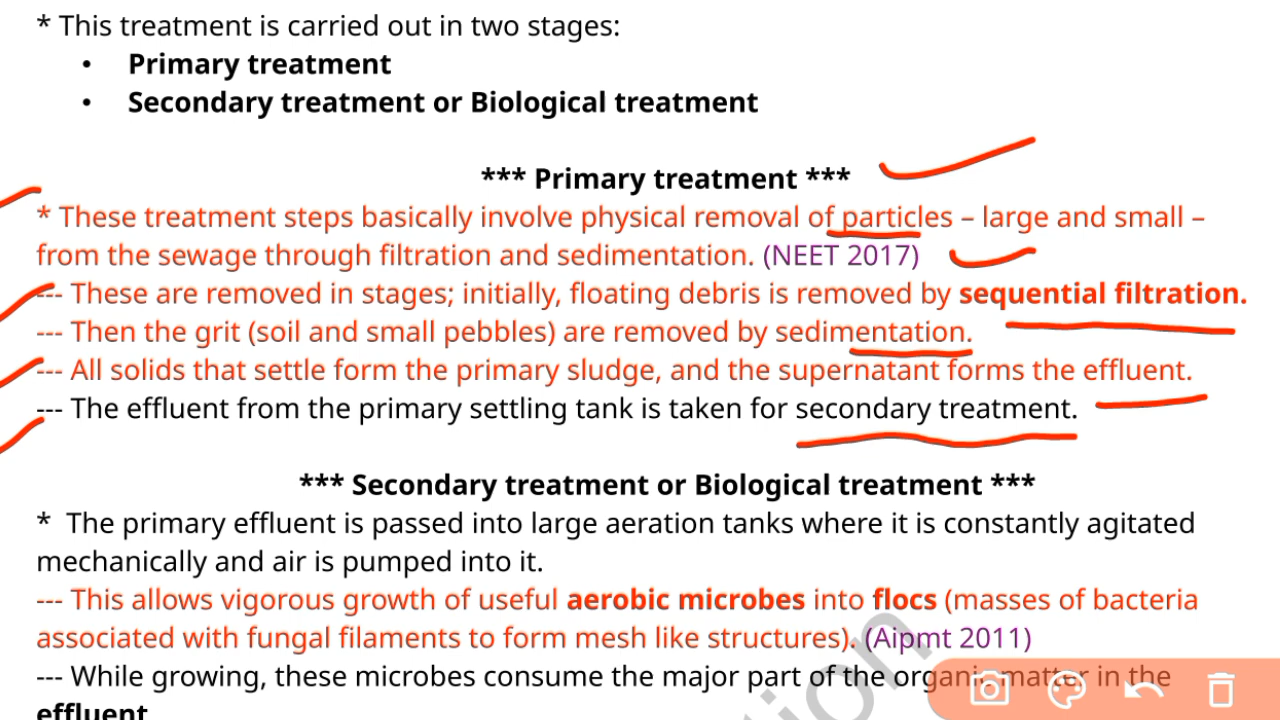 * This treatment is carried out in two stages:
• Primary treatment
• Secondary treatment or Biological treatment
*** Primary treatment ***
* These treatment steps basically involve physical removal of particles – large and small –
from the sewage through filtration and sedimentation. (NEET 2017)
--- These are removed in stages; initially, floating debris is removed by sequential filtration.
--- Then the grit (soil and small pebbles) are removed by sedimentation.
--- All solids that settle form the primary sludge, and the supernatant forms the effluent.
--- The effluent from the primary settling tank is taken for secondary treatment.
*** Secondary treatment or Biological treatment ***
* The primary effluent is passed into large aeration tanks where it is constantly agitated
mechanically and air is pumped into it.
--- This allows vigorous growth of useful aerobic microbes into flocs (masses of bacteria
associated with fungal filaments to form mesh like structures). (Aipmt 2011)
--- While growing, these microbes consume the major part of the organic matter in the
effluent